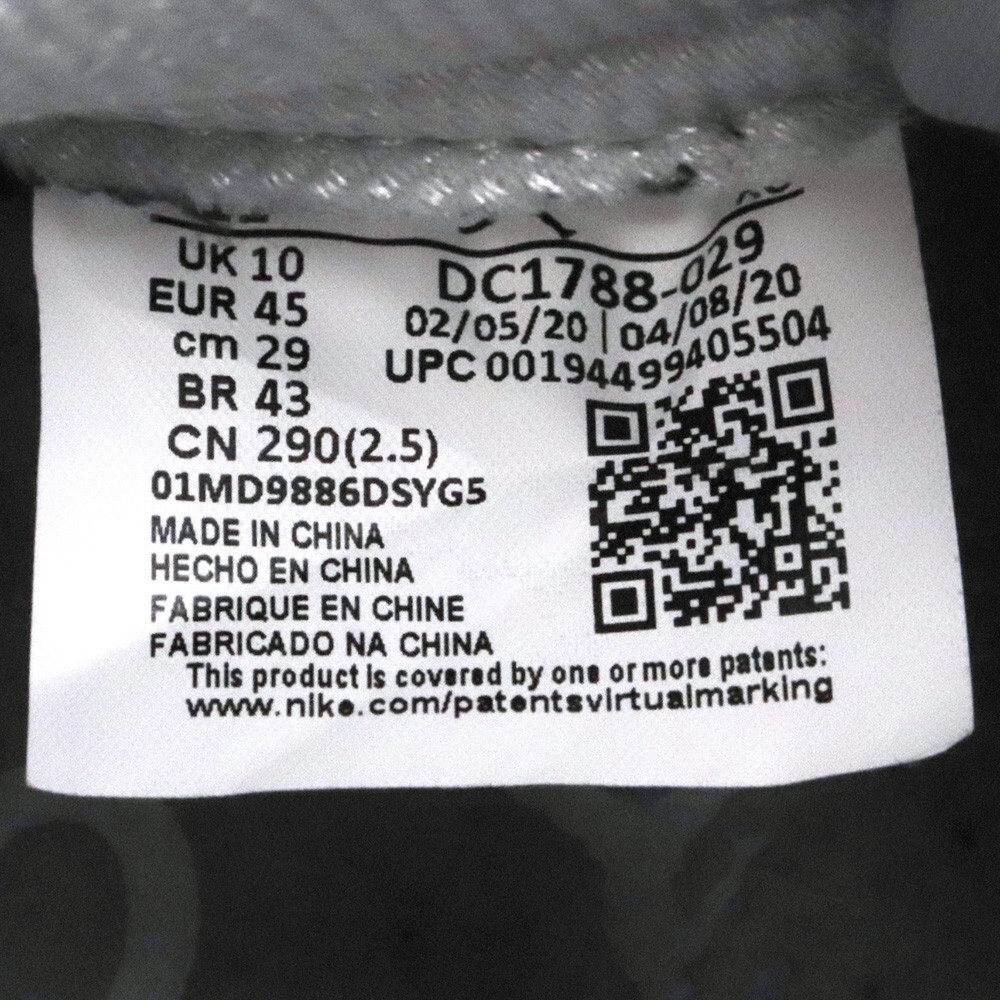 UK 10
EUR 45
cm 29
BR 43
CN 290(2.5)
01MD9886DSYG5
DC1788-029
02/05/20 | 04/08/20
UPC 00194499405504
MADE IN CHINA
HECHO EN CHINA
FABRIQUE EN CHINE
FABRICADO NA CHINA
This product is covered by one or more patents:
www.nike.com/patentsvirtualmarking